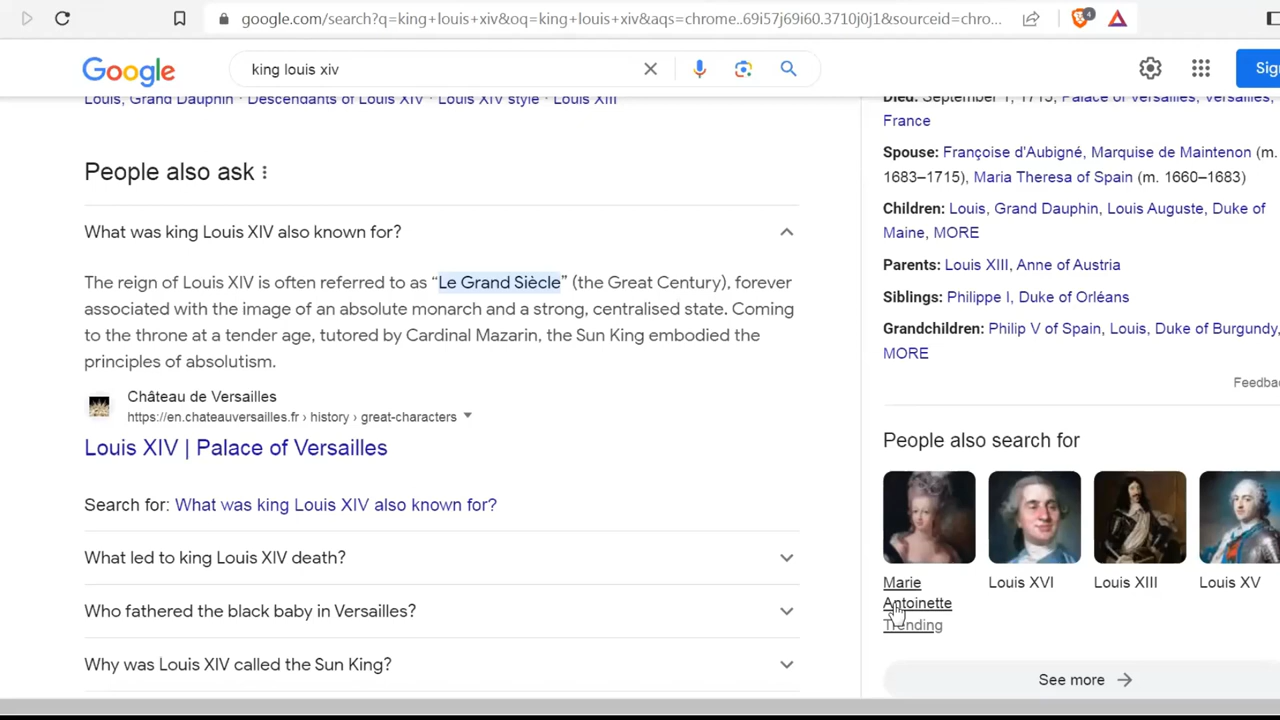 google.com/search?q=king+louis+xiv&oq=king+louis+xiv&aqs=chrome..69i57j69i60.3710j0j1&sourceid=chro...
4
Google
king louis xiv
Sign
Louis, Grand Dauphin · Descendants of Louis XIV · Louis XIV style · Louis XIII
People also ask
What was king Louis XIV also known for?
The reign of Louis XIV is often referred to as “Le Grand Siècle” (the Great Century), forever
associated with the image of an absolute monarch and a strong, centralised state. Coming
to the throne at a tender age, tutored by Cardinal Mazarin, the Sun King embodied the
principles of absolutism.
Château de Versailles
https://en.chateauversailles.fr › history › great-characters
Louis XIV | Palace of Versailles
Search for: What was king Louis XIV also known for?
What led to king Louis XIV death?
Who fathered the black baby in Versailles?
Why was Louis XIV called the Sun King?
Died: September 1, 1715, Palace of Versailles, Versailles,
France
Spouse: Françoise d'Aubigné, Marquise de Maintenon (m.
1683–1715), Maria Theresa of Spain (m. 1660–1683)
Children: Louis, Grand Dauphin, Louis Auguste, Duke of
Maine, MORE
Parents: Louis XIII, Anne of Austria
Siblings: Philippe I, Duke of Orléans
Grandchildren: Philip V of Spain, Louis, Duke of Burgundy,
MORE
Feedba
People also search for
Marie
Antoinette
Trending
Louis XVI
Louis XIII
Louis XV
See more